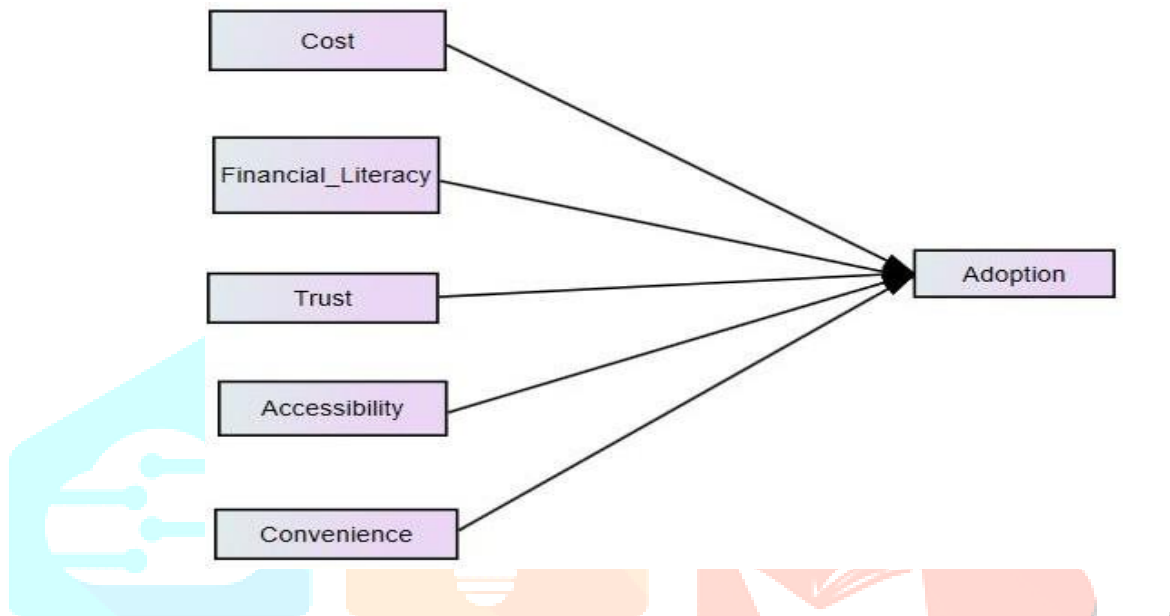 Cost
Financial_Literacy
Trust
Adoption
Accessibility
Convenience